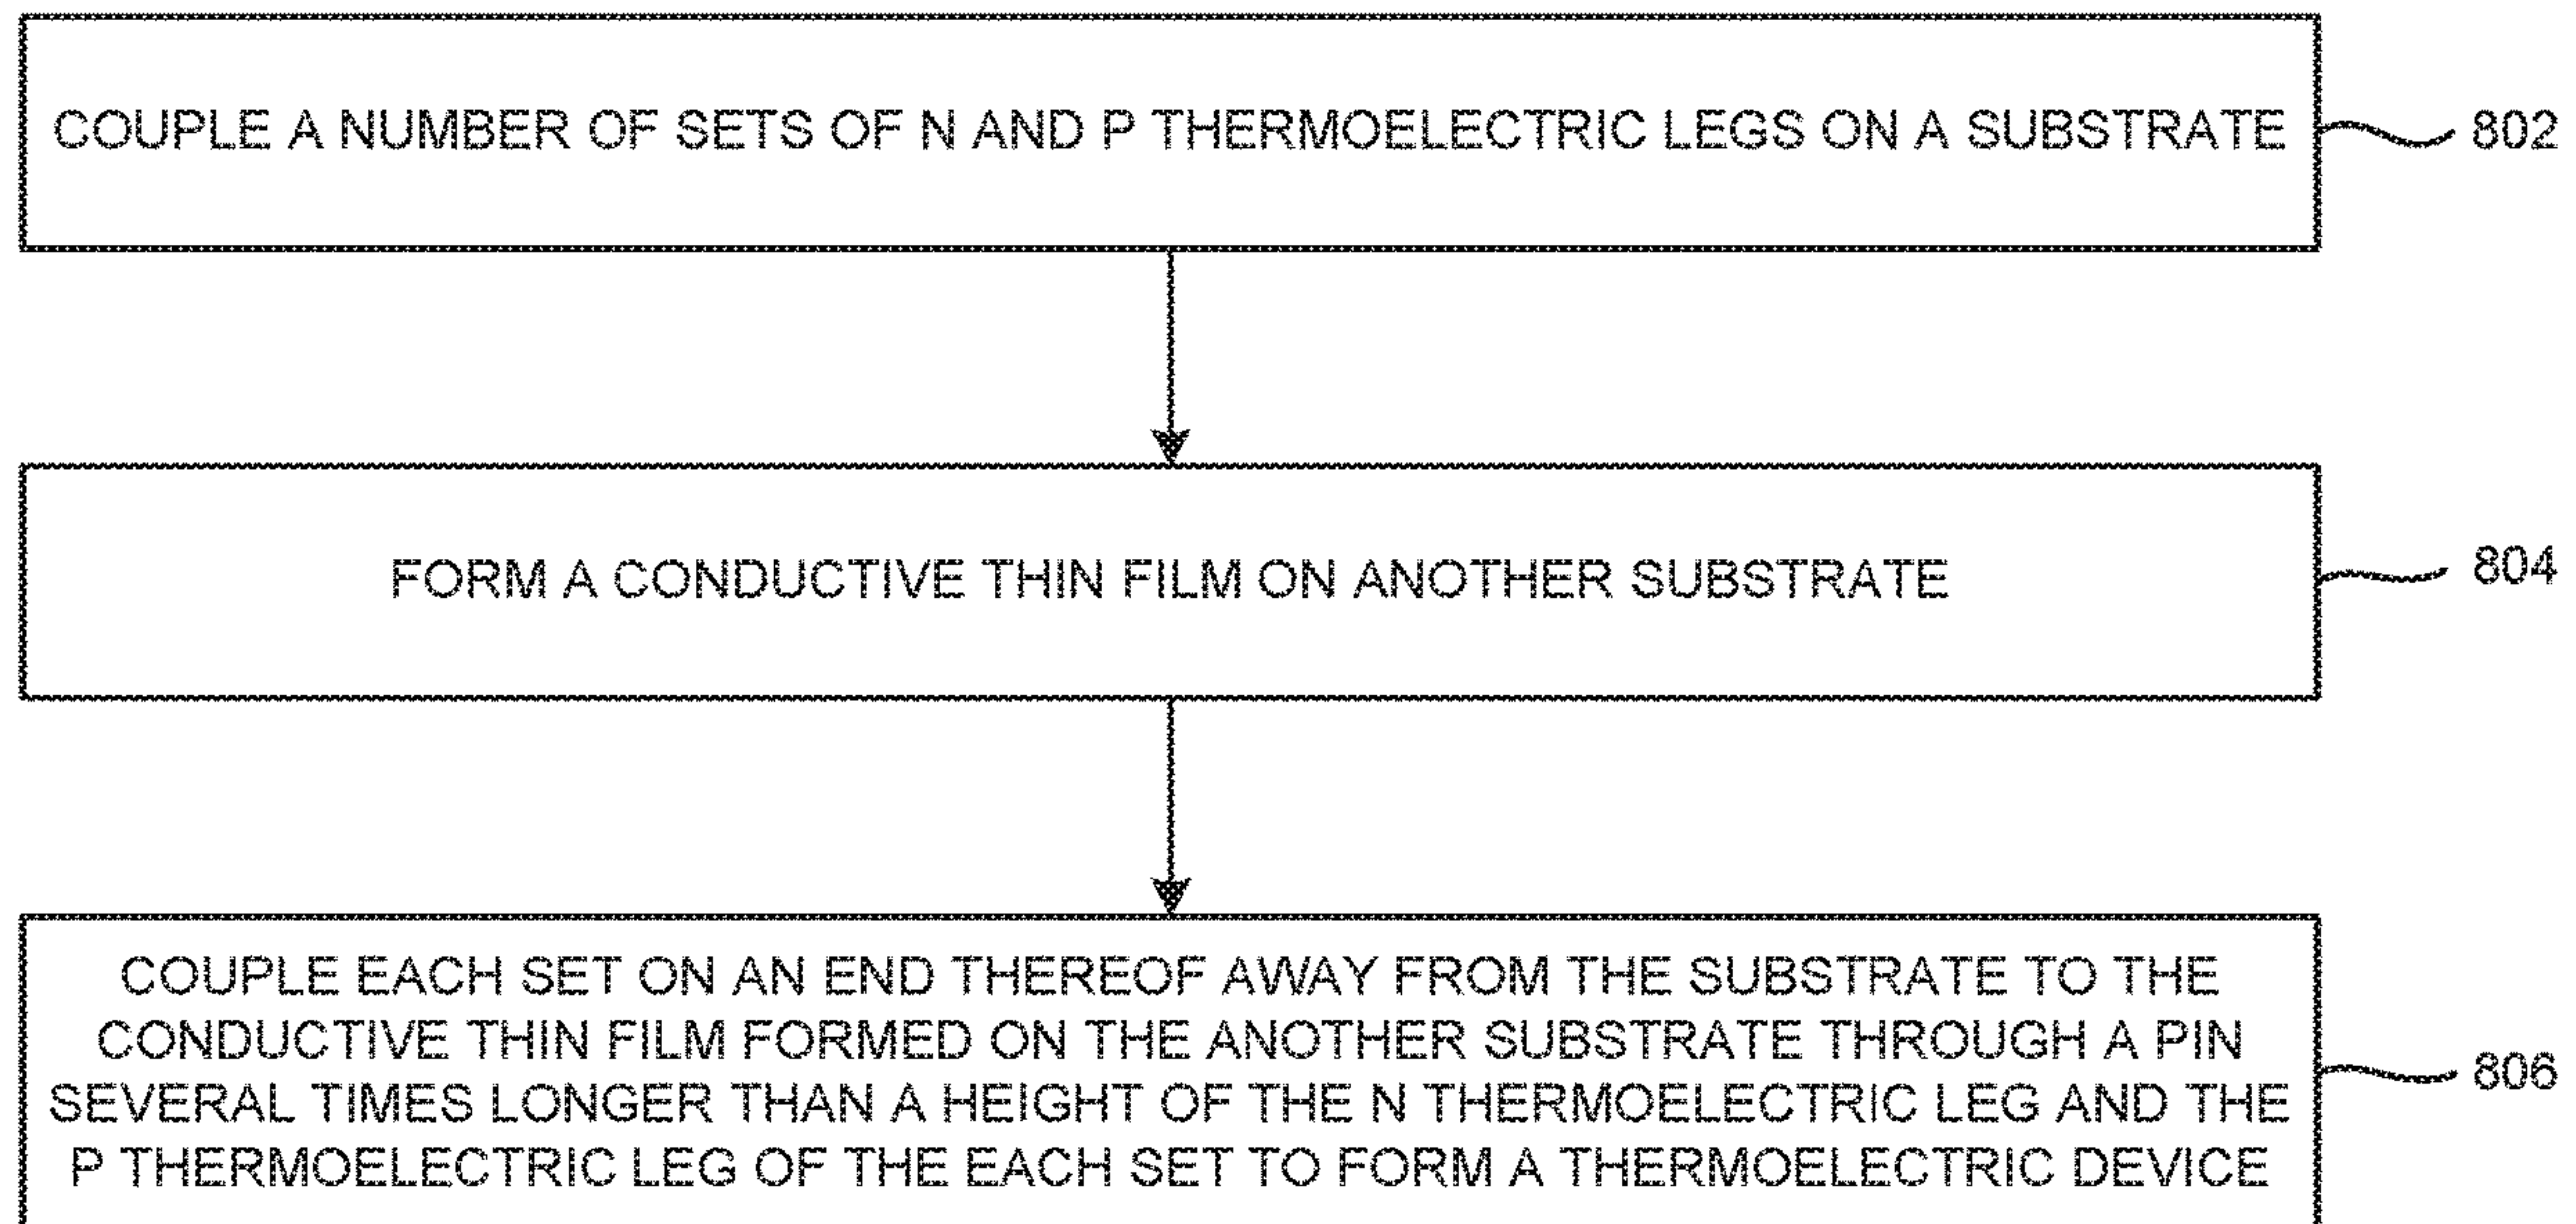 COUPLE A NUMBER OF SETS OF N AND P THERMOELECTRIC LEGS ON A SUBSTRATE
802
FORM A CONDUCTIVE THIN FILM ON ANOTHER SUBSTRATE
804
COUPLE EACH SET ON AN END THEREOF AWAY FROM THE SUBSTRATE TO THE
CONDUCTIVE THIN FILM FORMED ON THE ANOTHER SUBSTRATE THROUGH A PIN
SEVERAL TIMES LONGER THAN A HEIGHT OF THE N THERMOELECTRIC LEG AND THE
P THERMOELECTRIC LEG OF THE EACH SET TO FORM A THERMOELECTRIC DEVICE
806